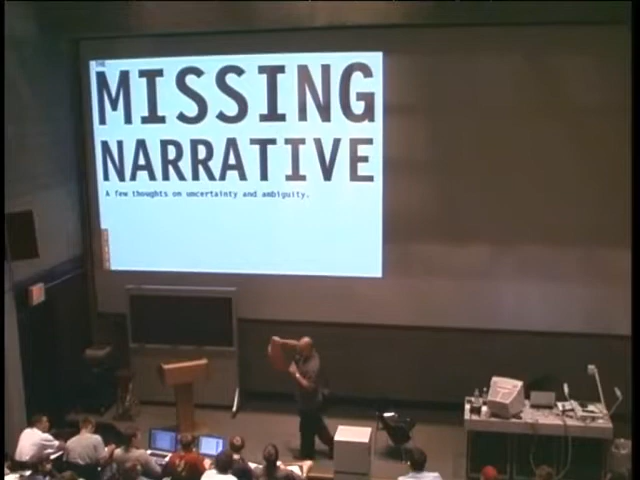 THE
MISSING
NARRATIVE
A few thoughts on uncertainty and ambiguity.